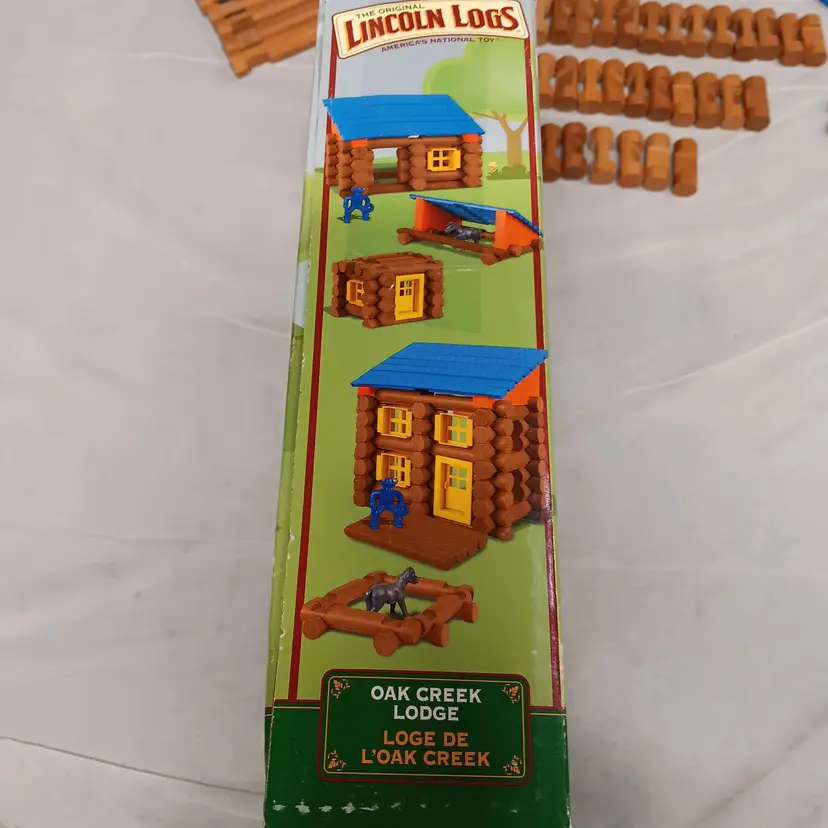 THE ORIGINAL
LINCOLN LOGS
AMERICA'S NATIONAL TOY
OAK CREEK
LODGE
LOGE DE
L'OAK CREEK